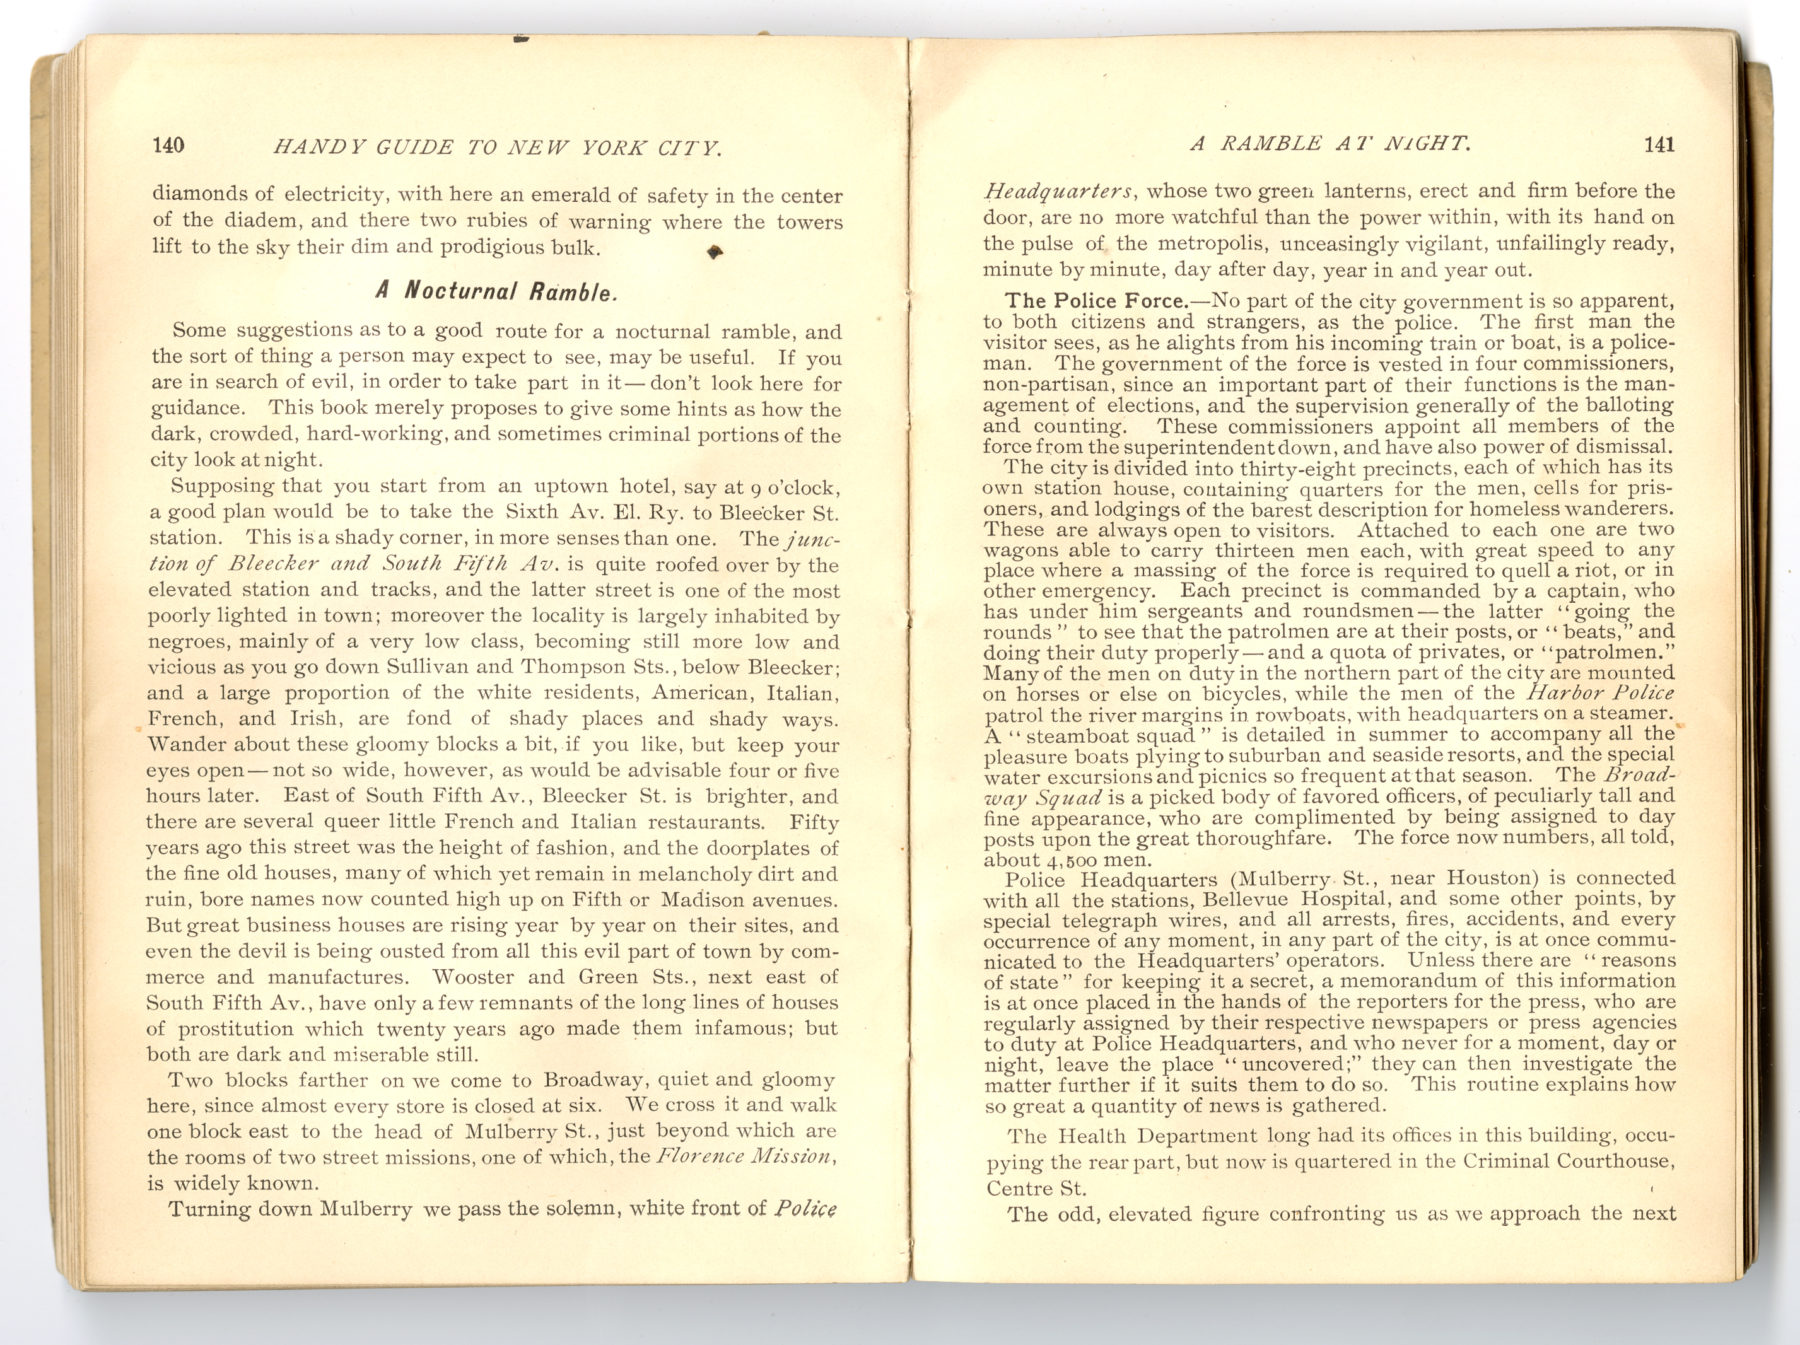 140 HANDY GUIDE TO NEW YORK CITY.
diamonds of electricity, with here an emerald of safety in the center
of the diadem, and there two rubies of warning where the towers
lift to the sky their dim and prodigious bulk.
A Nocturnal Ramble.
Some suggestions as to a good route for a nocturnal ramble, and
the sort of thing a person may expect to see, may be useful. If you
are in search of evil, in order to take part in it—don't look here for
guidance. This book merely proposes to give some hints as how the
dark, crowded, hard-working, and sometimes criminal portions of the
city look at night.
Supposing that you start from an uptown hotel, say at 9 o'clock,
a good plan would be to take the Sixth Av. El. Ry. to Bleecker St.
station. This is a shady corner, in more senses than one. The junc-
tion of Bleecker and South Fifth Av. is quite roofed over by the
elevated station and tracks, and the latter street is one of the most
poorly lighted in town; moreover the locality is largely inhabited by
negroes, mainly of a very low class, becoming still more low and
vicious as you go down Sullivan and Thompson Sts., below Bleecker;
and a large proportion of the white residents, American, Italian,
French, and Irish, are fond of shady places and shady ways.
Wander about these gloomy blocks a bit, if you like, but keep your
eyes open—not so wide, however, as would be advisable four or five
hours later. East of South Fifth Av., Bleecker St. is brighter, and
there are several queer little French and Italian restaurants. Fifty
years ago this street was the height of fashion, and the doorplates of
the fine old houses, many of which yet remain in melancholy dirt and
ruin, bore names now counted high up on Fifth or Madison avenues.
But great business houses are rising year by year on their sites, and
even the devil is being ousted from all this evil part of town by com-
merce and manufactures. Wooster and Green Sts., next east of
South Fifth Av., have only a few remnants of the long lines of houses
of prostitution which twenty years ago made them infamous; but
both are dark and miserable still.
Two blocks farther on we come to Broadway, quiet and gloomy
here, since almost every store is closed at six. We cross it and walk
one block east to the head of Mulberry St., just beyond which are
the rooms of two street missions, one of which, the Florence Mission,
is widely known.
Turning down Mulberry we pass the solemn, white front of Police
A RAMBLE AT NIGHT. 141
Headquarters, whose two green lanterns, erect and firm before the
door, are no more watchful than the power within, with its hand on
the pulse of the metropolis, unceasingly vigilant, unfailingly ready,
minute by minute, day after day, year in and year out.
The Police Force.—No part of the city government is so apparent,
to both citizens and strangers, as the police. The first man the
visitor sees, as he alights from his incoming train or boat, is a police-
man. The government of the force is vested in four commissioners,
non-partisan, since an important part of their functions is the man-
agement of elections, and the supervision generally of the balloting
and counting. These commissioners appoint all members of the
force from the superintendent down, and have also power of dismissal.
The city is divided into thirty-eight precincts, each of which has its
own station house, containing quarters for the men, cells for pris-
oners, and lodgings of the barest description for homeless wanderers.
These are always open to visitors. Attached to each one are two
wagons able to carry thirteen men each, with great speed to any
place where a massing of the force is required to quell a riot, or in
other emergency. Each precinct is commanded by a captain, who
has under him sergeants and roundsmen—the latter "going the
rounds" to see that the patrolmen are at their posts, or "beats," and
doing their duty properly—and a quota of privates, or "patrolmen."
Many of the men on duty in the northern part of the city are mounted
on horses or else on bicycles, while the men of the Harbor Police
patrol the river margins in rowboats, with headquarters on a steamer.
A "steamboat squad" is detailed in summer to accompany all the
pleasure boats plying to suburban and seaside resorts, and the special
water excursions and picnics so frequent at that season. The Broad-
way Squad is a picked body of favored officers, of peculiarly tall and
fine appearance, who are complimented by being assigned to day
posts upon the great thoroughfare. The force now numbers, all told,
about 4,500 men.
Police Headquarters (Mulberry St., near Houston) is connected
with all the stations, Bellevue Hospital, and some other points, by
special telegraph wires, and all arrests, fires, accidents, and every
occurrence of any moment, in any part of the city, is at once commu-
nicated to the Headquarters' operators. Unless there are "reasons
of state" for keeping it a secret, a memorandum of this information
is at once placed in the hands of the reporters for the press, who are
regularly assigned by their respective newspapers or press agencies
to duty at Police Headquarters, and who never for a moment, day or
night, leave the place "uncovered;" they can then investigate the
matter further if it suits them to do so. This routine explains how
so great a quantity of news is gathered.
The Health Department long had its offices in this building, occu-
pying the rear part, but now is quartered in the Criminal Courthouse,
Centre St.
The odd, elevated figure confronting us as we approach the next